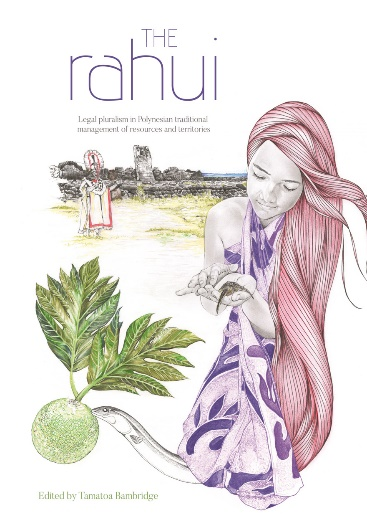 THE
rahui
Legal pluralism in Polynesian traditional
management of resources and territories
Edited by Tamatoa Bambridge